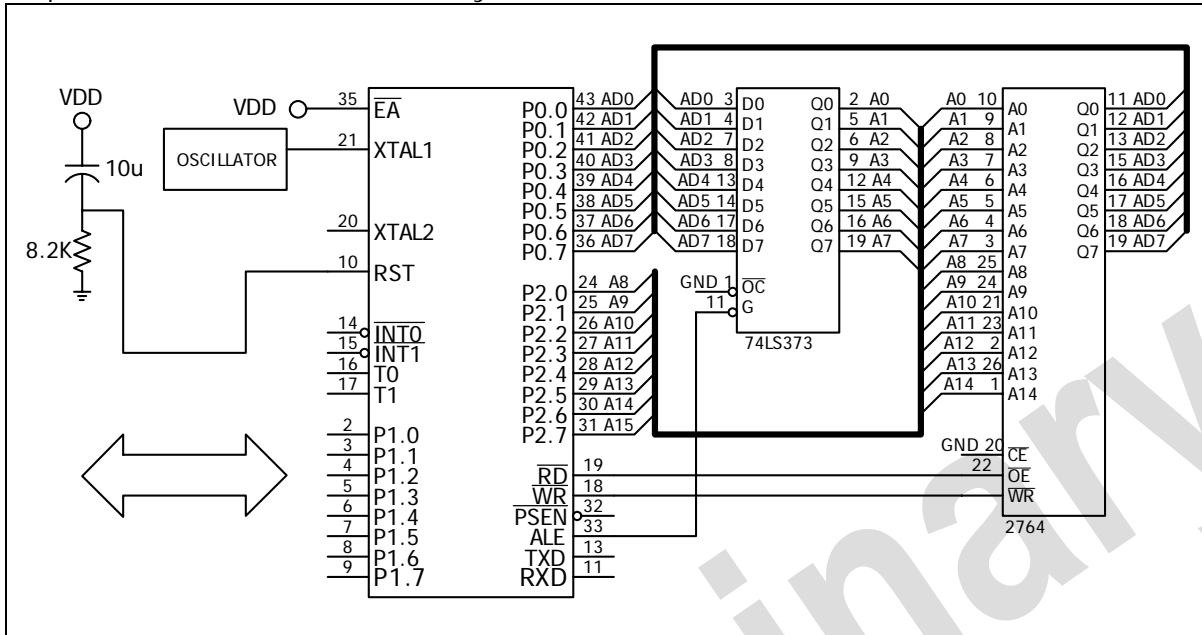 VDD
10u
8.2K
OSCILLATOR
VDD
35 EA
21 XTAL1
20 XTAL2
10 RST
14 INT0
15 INT1
16 T0
17 T1
2 P1.0
3 P1.1
4 P1.2
5 P1.3
6 P1.4
7 P1.5
8 P1.6
9 P1.7
P0.0 43 AD0
P0.1 42 AD1
P0.2 41 AD2
P0.3 40 AD3
P0.4 39 AD4
P0.5 38 AD5
P0.6 37 AD6
P0.7 36 AD7
P2.0 24 A8
P2.1 25 A9
P2.2 26 A10
P2.3 27 A11
P2.4 28 A12
P2.5 29 A13
P2.6 30 A14
P2.7 31 A15
RD 19
WR 18
PSEN 32
ALE 33
TXD 13
RXD 11
AD0 3 D0 Q0 2 A0
AD1 4 D1 Q1 5 A1
AD2 7 D2 Q2 6 A2
AD3 8 D3 Q3 9 A3
AD4 13 D4 Q4 12 A4
AD5 14 D5 Q5 15 A5
AD6 17 D6 Q6 16 A6
AD7 18 D7 Q7 19 A7
GND 1 OC
11 G
74LS373
A0 10 A0 Q0 11 AD0
A1 9 A1 Q1 12 AD1
A2 8 A2 Q2 13 AD2
A3 7 A3 Q3 15 AD3
A4 6 A4 Q4 16 AD4
A5 5 A5 Q5 17 AD5
A6 4 A6 Q6 18 AD6
A7 3 A7 Q7 19 AD7
A8 25 A8
A9 24 A9
A10 21 A10
A11 23 A11
A12 2 A12
A13 26 A13
A14 1 A14
GND 20 CE
22 OE
WR
2764
inary